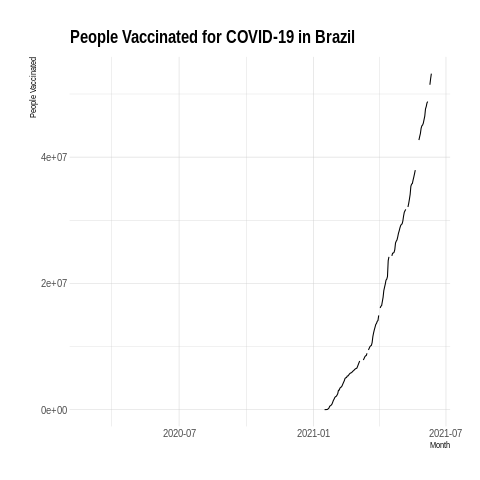 People Vaccinated for COVID-19 in Brazil
People Vaccinated
4e+07
2e+07
0e+00
2020-07 2021-01 2021-07
Month